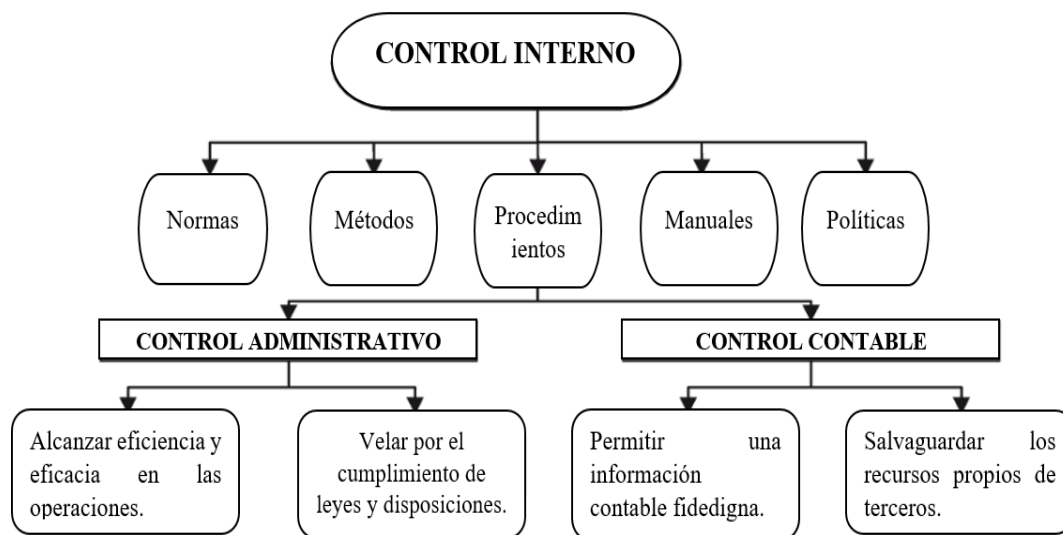 CONTROL INTERNO
Normas
Métodos
Procedim
ientos
Manuales
Políticas
CONTROL ADMINISTRATIVO
CONTROL CONTABLE
Alcanzar eficiencia y
eficacia en las
operaciones.
Velar por el
cumplimiento de
leyes y disposiciones.
Permitir una
información
contable fidedigna.
Salvaguardar los
recursos propios de
terceros.